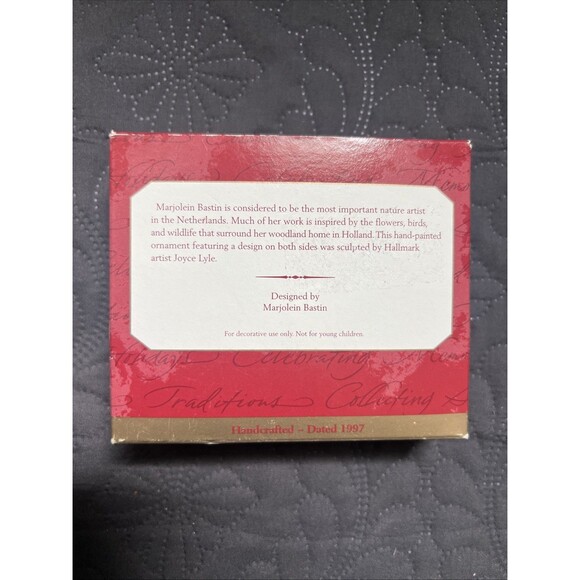 Marjolein Bastin is considered to be the most important nature artist
in the Netherlands. Much of her work is inspired by the flowers, birds,
and wildlife that surround her woodland home in Holland. This hand-painted
ornament featuring a design on both sides was sculpted by Hallmark
artist Joyce Lyle.
Designed by
Marjolein Bastin
For decorative use only. Not for young children.
Celebrating
Traditions Collecting
Handcrafted – Dated 1997